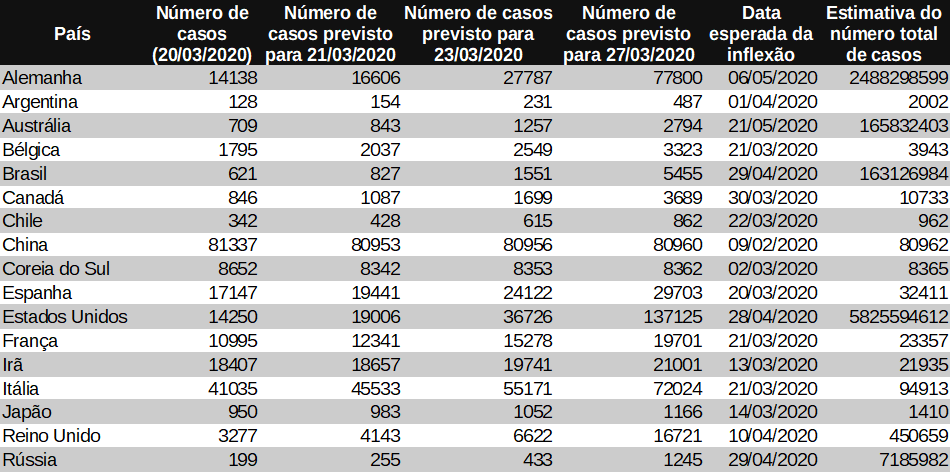 País Número de casos (20/03/2020) Número de casos previsto para 21/03/2020 Número de casos previsto para 23/03/2020 Número de casos previsto para 27/03/2020 Data esperada da inflexão Estimativa do número total de casos
Alemanha 14138 16606 27787 77800 06/05/2020 2488298599
Argentina 128 154 231 487 01/04/2020 2002
Austrália 709 843 1257 2794 21/05/2020 165832403
Bélgica 1795 2037 2549 3323 21/03/2020 3943
Brasil 621 827 1551 5455 29/04/2020 163126984
Canadá 846 1087 1699 3689 30/03/2020 10733
Chile 342 428 615 862 22/03/2020 962
China 81337 80953 80956 80960 09/02/2020 80962
Coreia do Sul 8652 8342 8353 8362 02/03/2020 8365
Espanha 17147 19441 24122 29703 20/03/2020 32411
Estados Unidos 14250 19006 36726 137125 28/04/2020 5825594612
França 10995 12341 15278 19701 21/03/2020 23357
Irã 18407 18657 19741 21001 13/03/2020 21935
Itália 41035 45533 55171 72024 21/03/2020 94913
Japão 950 983 1052 1166 14/03/2020 1410
Reino Unido 3277 4143 6622 16721 10/04/2020 450659
Rússia 199 255 433 1245 29/04/2020 7185982